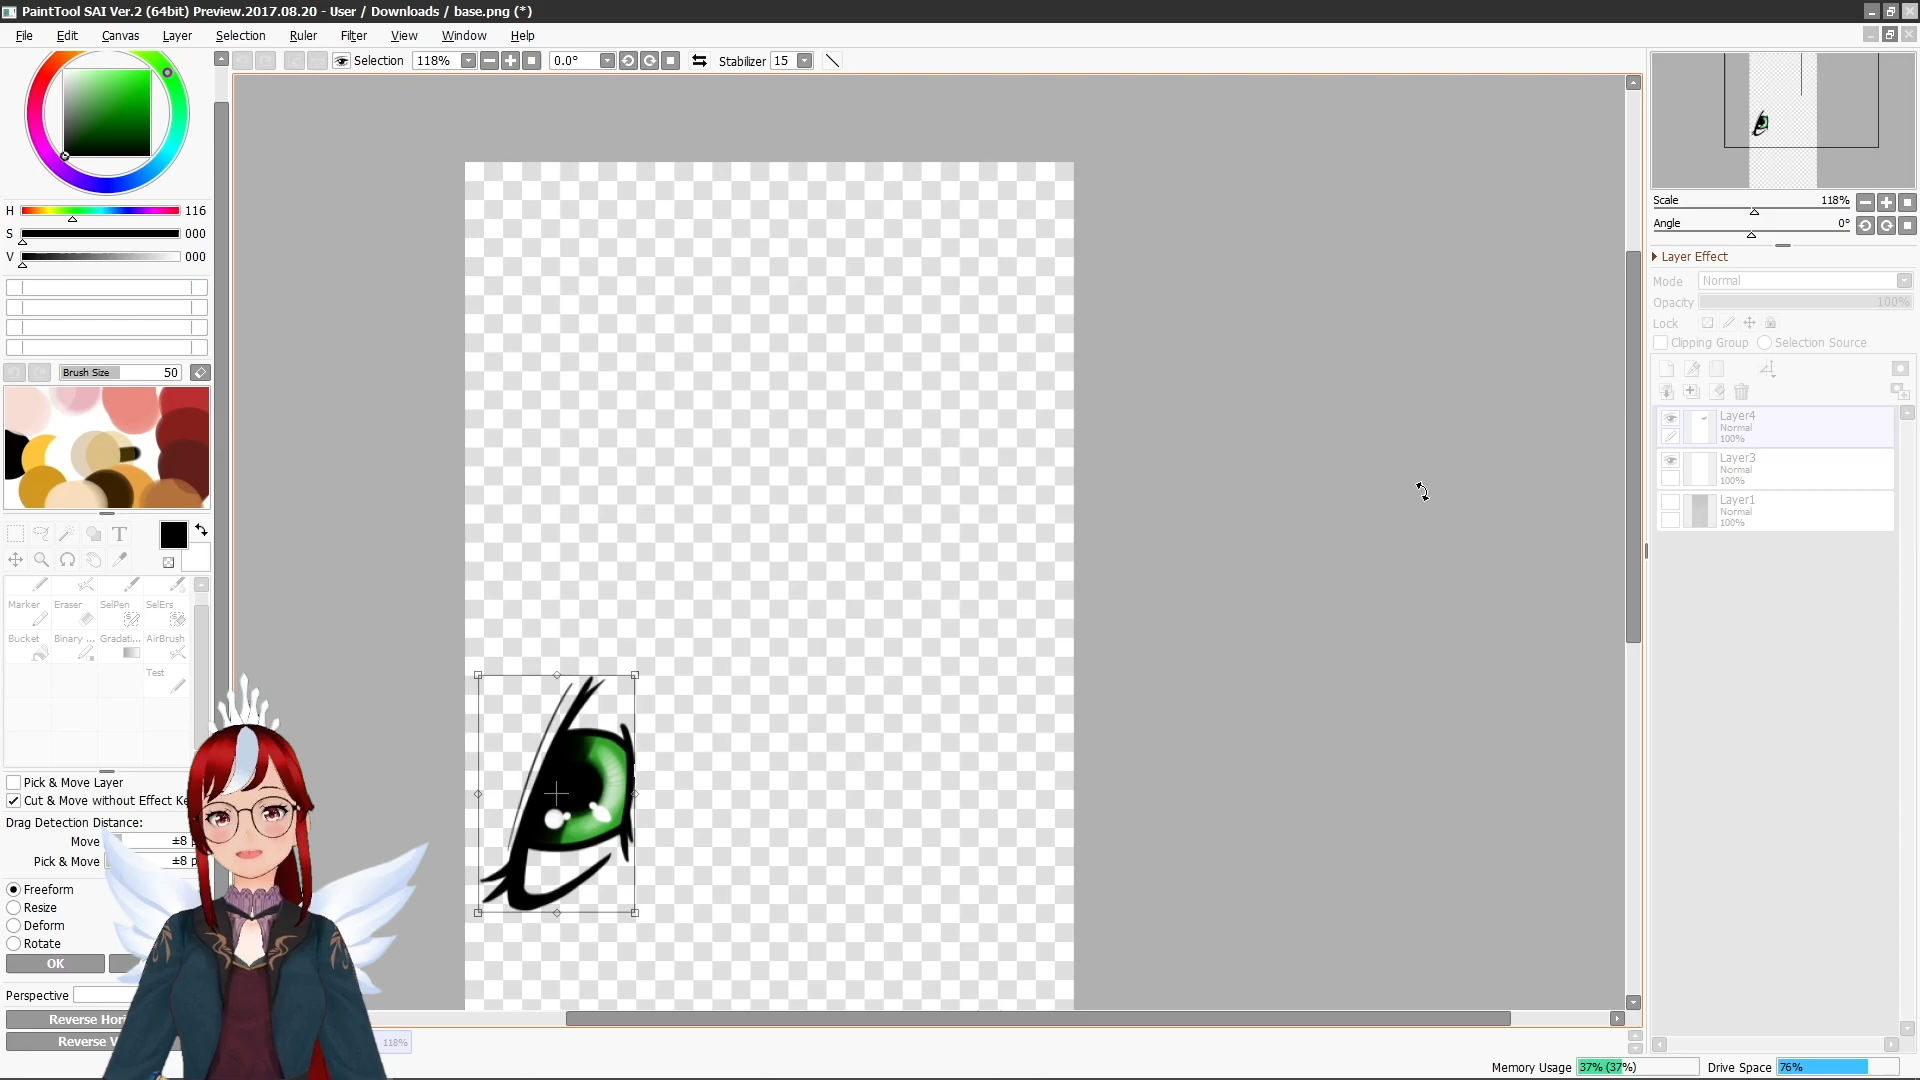 PaintTool SAI Ver.2 (64bit) Preview.2017.08.20 - User / Downloads / base.png (*)
File Edit Canvas Layer Selection Ruler Filter View Window Help
Selection 118% 0.0° Stabilizer 15
H 116
S 000
V 000
Brush Size 50
T
Marker Eraser SelPen SelErs
Bucket Binary ... Gradati... AirBrush
Test
Pick & Move Layer
Cut & Move without Effect Ke
Drag Detection Distance:
Move ±8 p
Pick & Move ±8 p
Freeform
Resize
Deform
Rotate
OK
Perspective
Reverse Hori
Reverse V
118%
Scale 118%
Angle 0°
Layer Effect
Mode Normal
Opacity 100%
Lock
Clipping Group Selection Source
Layer4
Normal
100%
Layer3
Normal
100%
Layer1
Normal
100%
Memory Usage 37% (37%) Drive Space 76%